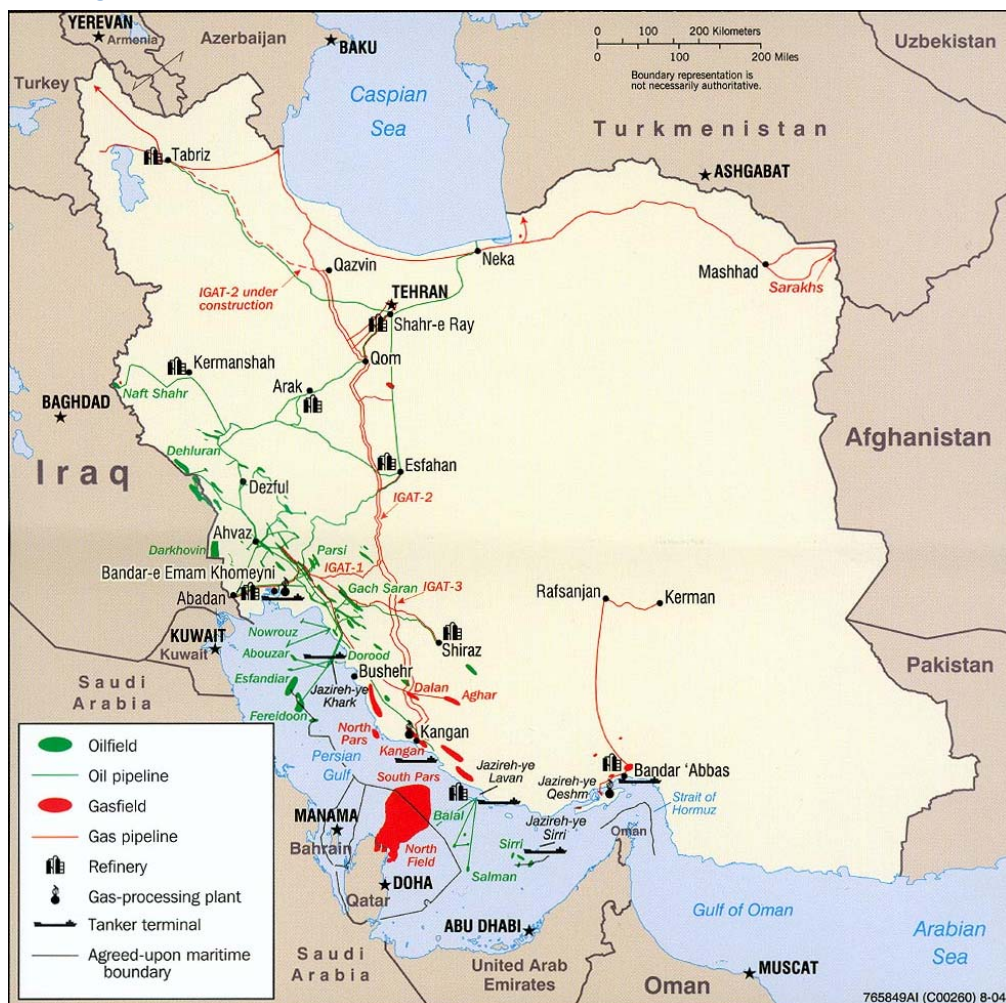 YEREVAN
Armenia
Azerbaijan
BAKU
0 100 200 Kilometers
0 100 200 Miles
Boundary representation is
not necessarily authoritative.
Uzbekistan
Turkey
Caspian
Sea
Turkmenistan
Tabriz
ASHGABAT
Neka
Qazvin
Mashhad
Sarakhs
IGAT-2 under
construction
TEHRAN
Shahr-e Ray
Qom
Kermanshah
Arak
Naft Shahr
BAGHDAD
Afghanistan
Dehluran
Esfahan
Iraq
Dezful
IGAT-2
Ahvaz
Darkhovin
Parsi
Bandar-e Emam Khomeyni
IGAT-1
Gach Saran
IGAT-3
Abadan
Rafsanjan
Kerman
KUWAIT
Kuwait
Nowrouz
Shiraz
Abouzar
Dorood
Pakistan
Saudi
Arabia
Esfandiar
Bushehr
Jazireh-ye
Khark
Dalan
Aghar
Fereidoon
North
Pars
Kangan
Kangan
Persian
Gulf
South Pars
Jazireh-ye
Lavan
Jazireh-ye
Qeshm
Bandar ‘Abbas
Strait of
Hormuz
Balal
MANAMA
Bahrain
Jazireh-ye
Sirri
Oman
Sirri
North
Field
Salman
DOHA
Qatar
Gulf of Oman
Arabian
Sea
ABU DHABI
Saudi
Arabia
United Arab
Emirates
Oman
MUSCAT
Oilfield
Oil pipeline
Gasfield
Gas pipeline
Refinery
Gas-processing plant
Tanker terminal
Agreed-upon maritime
boundary
765849AI (C00260) 8-04